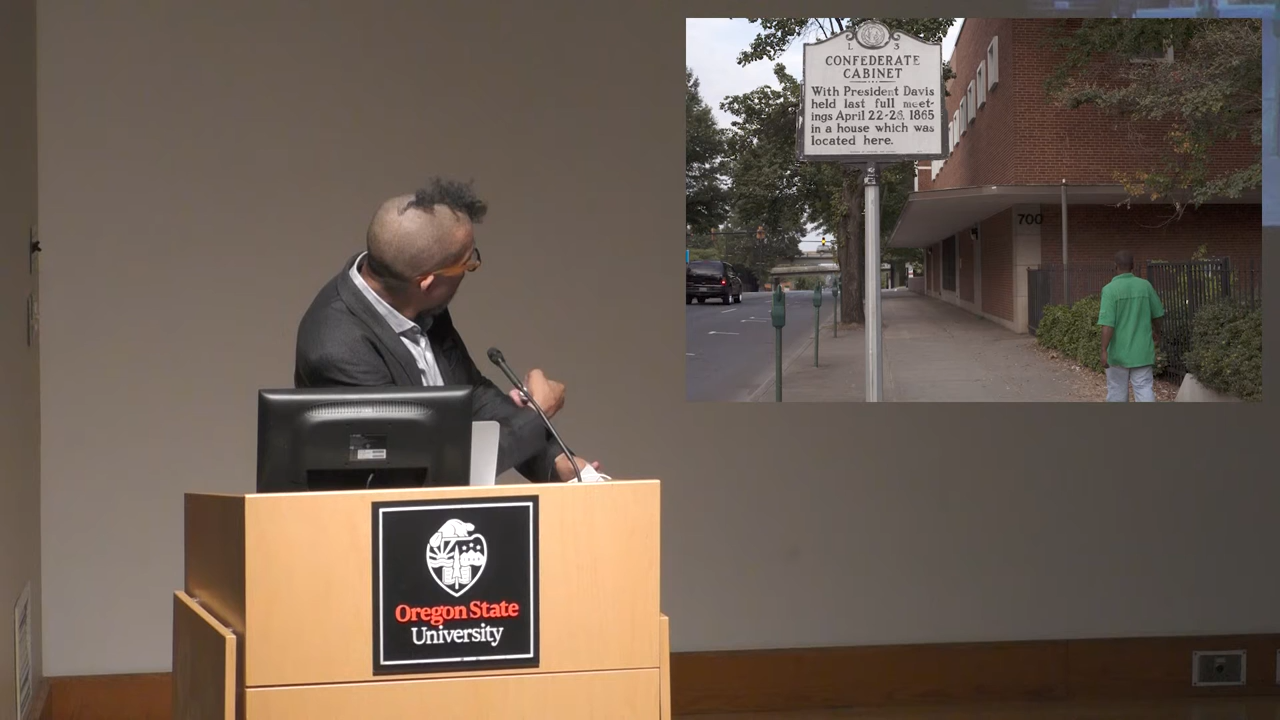 L 3
CONFEDERATE
CABINET
With President Davis
held last full meet-
ings April 22-26, 1865
in a house which was
located here.
700
Oregon State
University